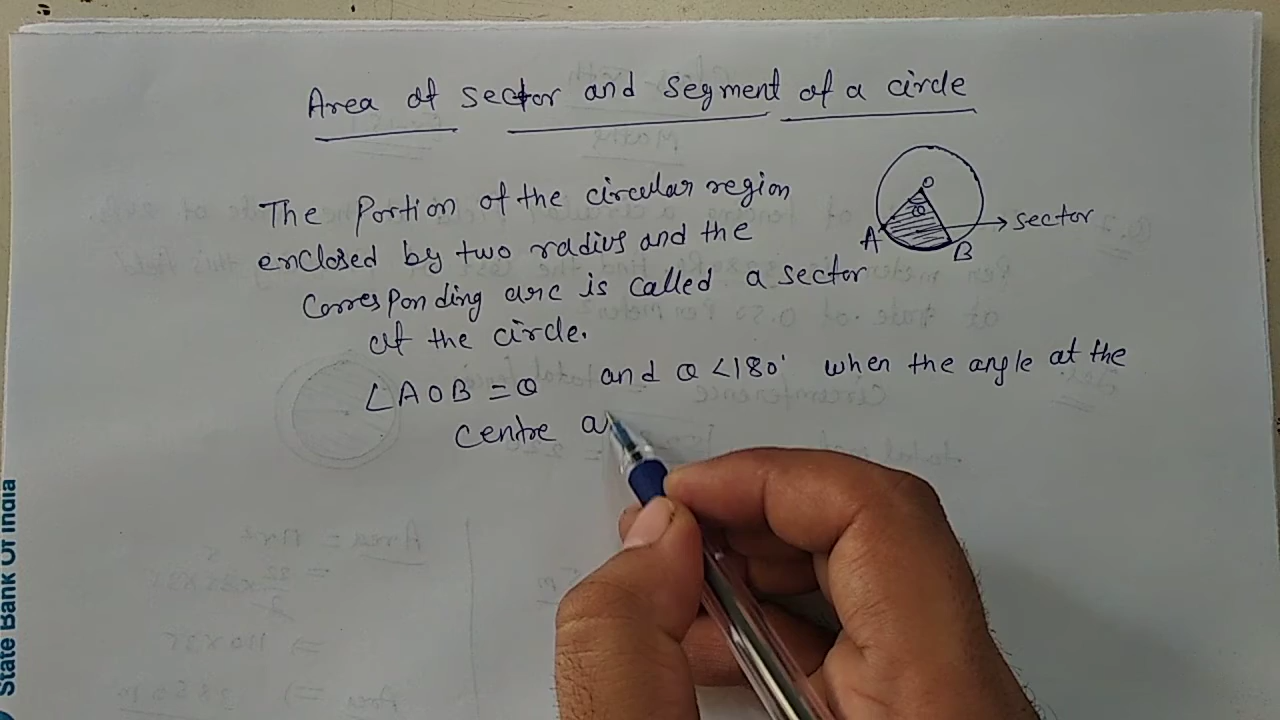 Area of sector and segment of a circle
The Portion of the circular region
enclosed by two radius and the
corresponding arc is called a sector
of the circle.
O
θ
A
B
→ sector
∠AOB = θ and θ <180° when the angle at the
centre a
State Bank Of India